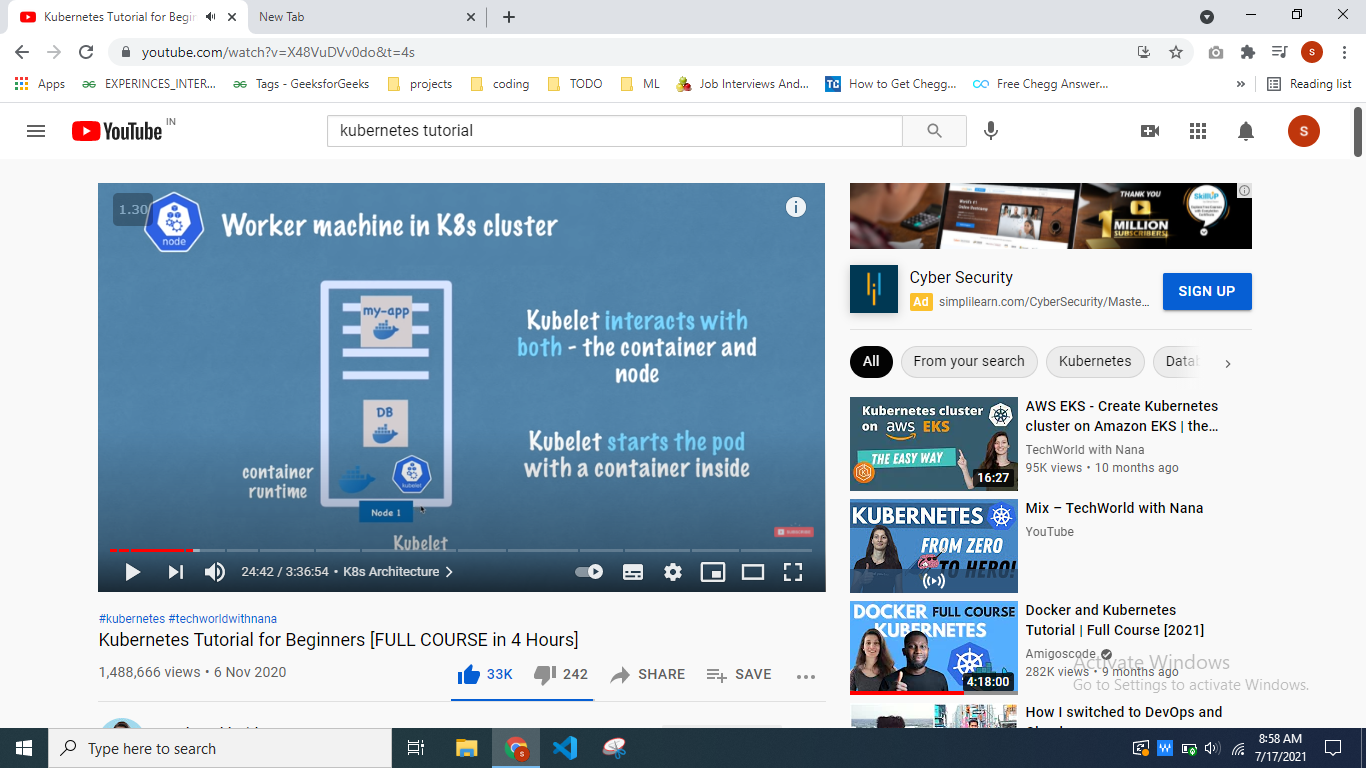 Kubernetes Tutorial for Begin
New Tab
youtube.com/watch?v=X48VuDVv0do&t=4s
S
Apps
EXPERINCES_INTER...
Tags - GeeksforGeeks
projects
coding
TODO
ML
Job Interviews And...
TC
How to Get Chegg...
Free Chegg Answer...
»
Reading list
YouTube IN
kubernetes tutorial
S
1.30
node
Worker machine in K8s cluster
my-app
DB
container
runtime
kubelet
Node 1
Kubelet
Kubelet interacts with
both - the container and
node
Kubelet starts the pod
with a container inside
SUBSCRIBE
24:42 / 3:36:54 • K8s Architecture
#kubernetes #techworldwithnana
Kubernetes Tutorial for Beginners [FULL COURSE in 4 Hours]
1,488,666 views • 6 Nov 2020
33K
242
SHARE
SAVE
THANK YOU
1 MILLION
SUBSCRIBERS!
SkillUP
Cyber Security
Ad simplilearn.com/CyberSecurity/Maste...
SIGN UP
All
From your search
Kubernetes
Datab
Kubernetes cluster
on aws EKS
THE EASY WAY
16:27
AWS EKS - Create Kubernetes
cluster on Amazon EKS | the...
TechWorld with Nana
95K views • 10 months ago
KUBERNETES
FROM ZERO
TO HERO!
Mix – TechWorld with Nana
YouTube
DOCKER FULL COURSE
KUBERNETES
4:18:00
Docker and Kubernetes
Tutorial | Full Course [2021]
Amigoscode
282K views • 9 months ago
Activate Windows
Go to Settings to activate Windows.
How I switched to DevOps and
Type here to search
S
W
8:58 AM
7/17/2021